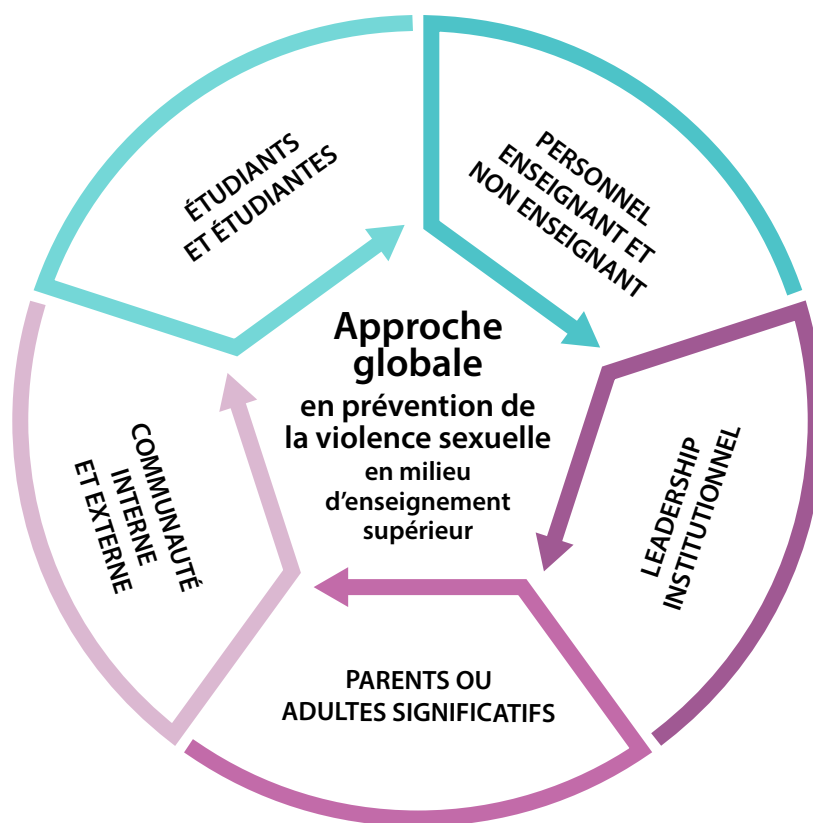 ÉTUDIANTS
ET ÉTUDIANTES
PERSONNEL
ENSEIGNANT ET
NON ENSEIGNANT
Approche
globale
en prévention de
la violence sexuelle
en milieu
d'enseignement
supérieur
COMMUNAUTÉ
INTERNE
ET EXTERNE
LEADERSHIP
INSTITUTIONNEL
PARENTS OU
ADULTES SIGNIFICATIFS